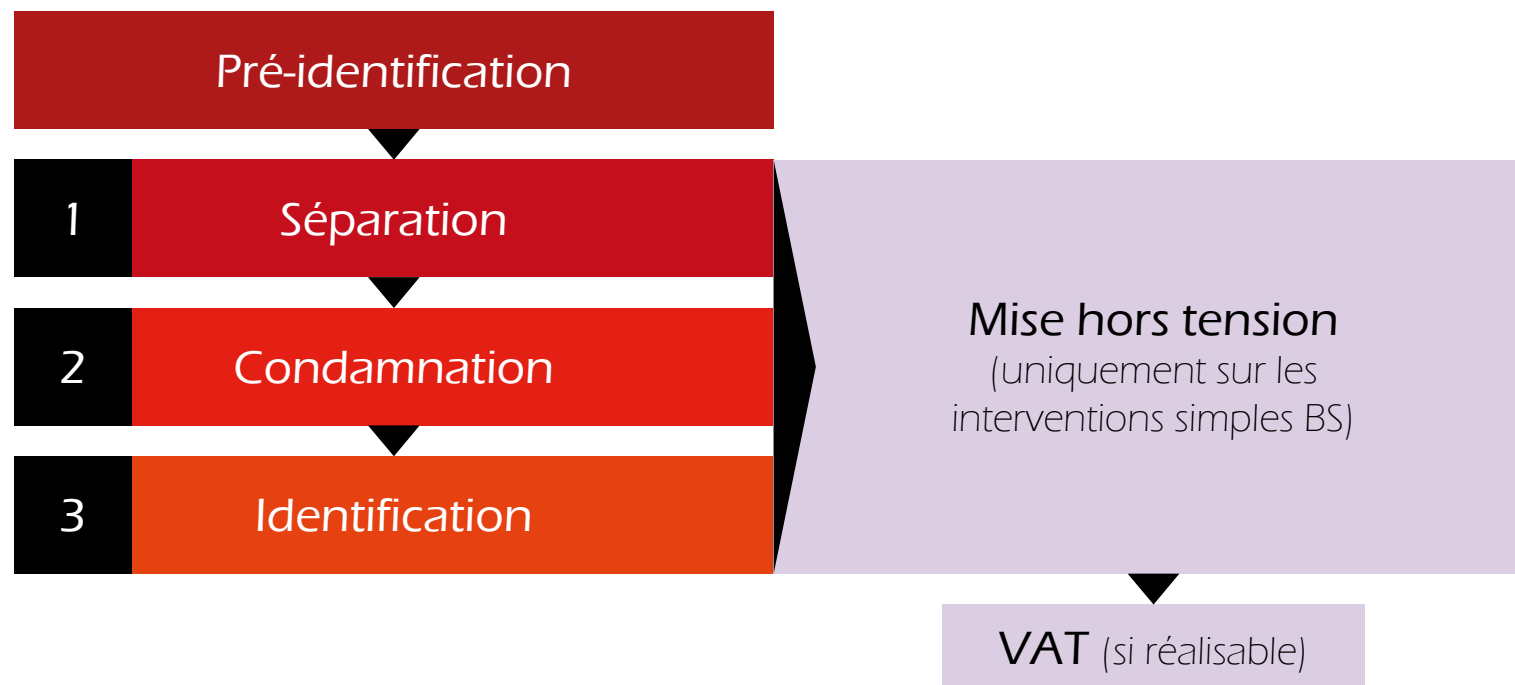 Pré-identification
1 Séparation
2 Condamnation
3 Identification
Mise hors tension
(uniquement sur les
interventions simples BS)
VAT (si réalisable)